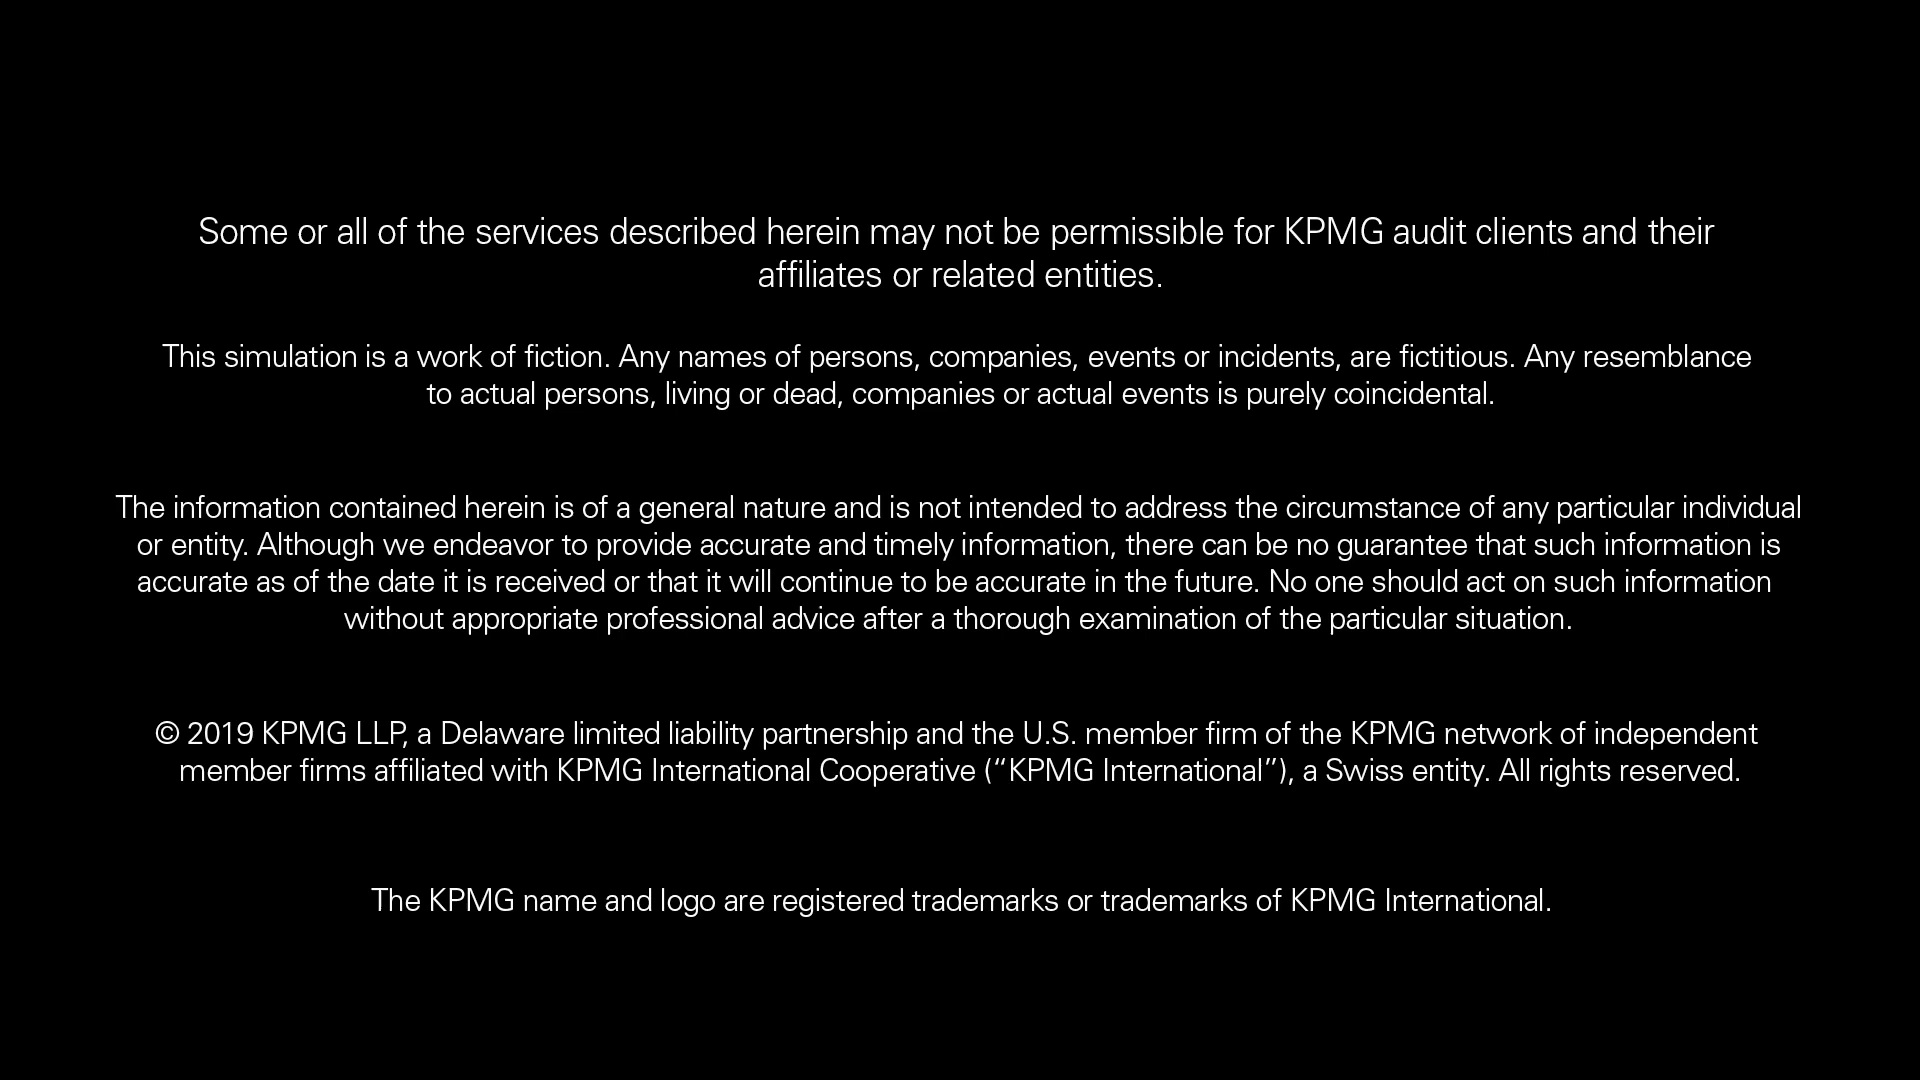 Some or all of the services described herein may not be permissible for KPMG audit clients and their
affiliates or related entities.
This simulation is a work of fiction. Any names of persons, companies, events or incidents, are fictitious. Any resemblance
to actual persons, living or dead, companies or actual events is purely coincidental.
The information contained herein is of a general nature and is not intended to address the circumstance of any particular individual
or entity. Although we endeavor to provide accurate and timely information, there can be no guarantee that such information is
accurate as of the date it is received or that it will continue to be accurate in the future. No one should act on such information
without appropriate professional advice after a thorough examination of the particular situation.
© 2019 KPMG LLP, a Delaware limited liability partnership and the U.S. member firm of the KPMG network of independent
member firms affiliated with KPMG International Cooperative (“KPMG International”), a Swiss entity. All rights reserved.
The KPMG name and logo are registered trademarks or trademarks of KPMG International.